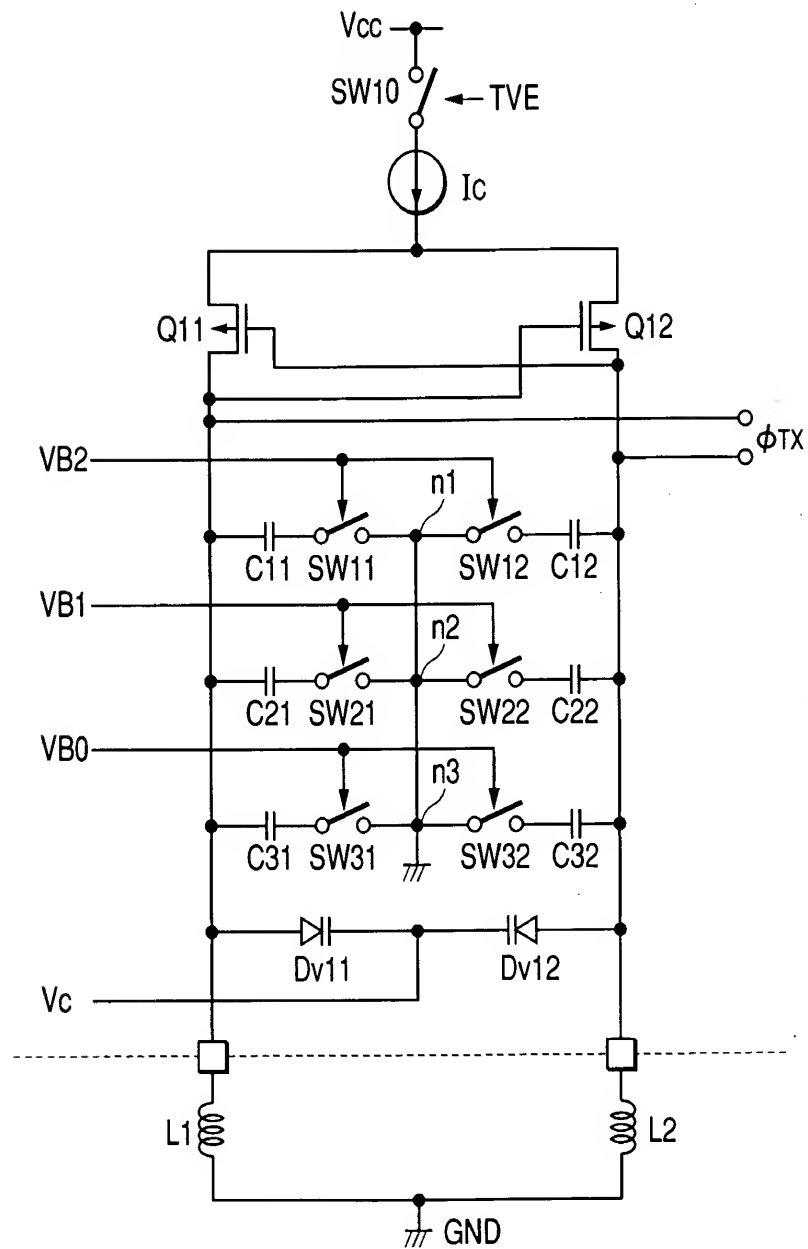 Vcc
SW10
TVE
Ic
Q11
Q12
ϕTX
VB2
n1
C11 SW11 SW12 C12
VB1
n2
C21 SW21 SW22 C22
VB0
n3
C31 SW31 SW32 C32
Dv11 Dv12
Vc
L1 L2
GND